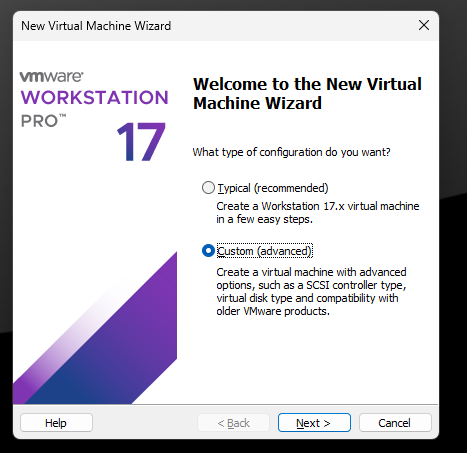 New Virtual Machine Wizard
vmware®
WORKSTATION
PRO™
17
Welcome to the New Virtual
Machine Wizard
What type of configuration do you want?
Typical (recommended)
Create a Workstation 17.x virtual machine
in a few easy steps.
Custom (advanced)
Create a virtual machine with advanced
options, such as a SCSI controller type,
virtual disk type and compatibility with
older VMware products.
Help
< Back
Next >
Cancel